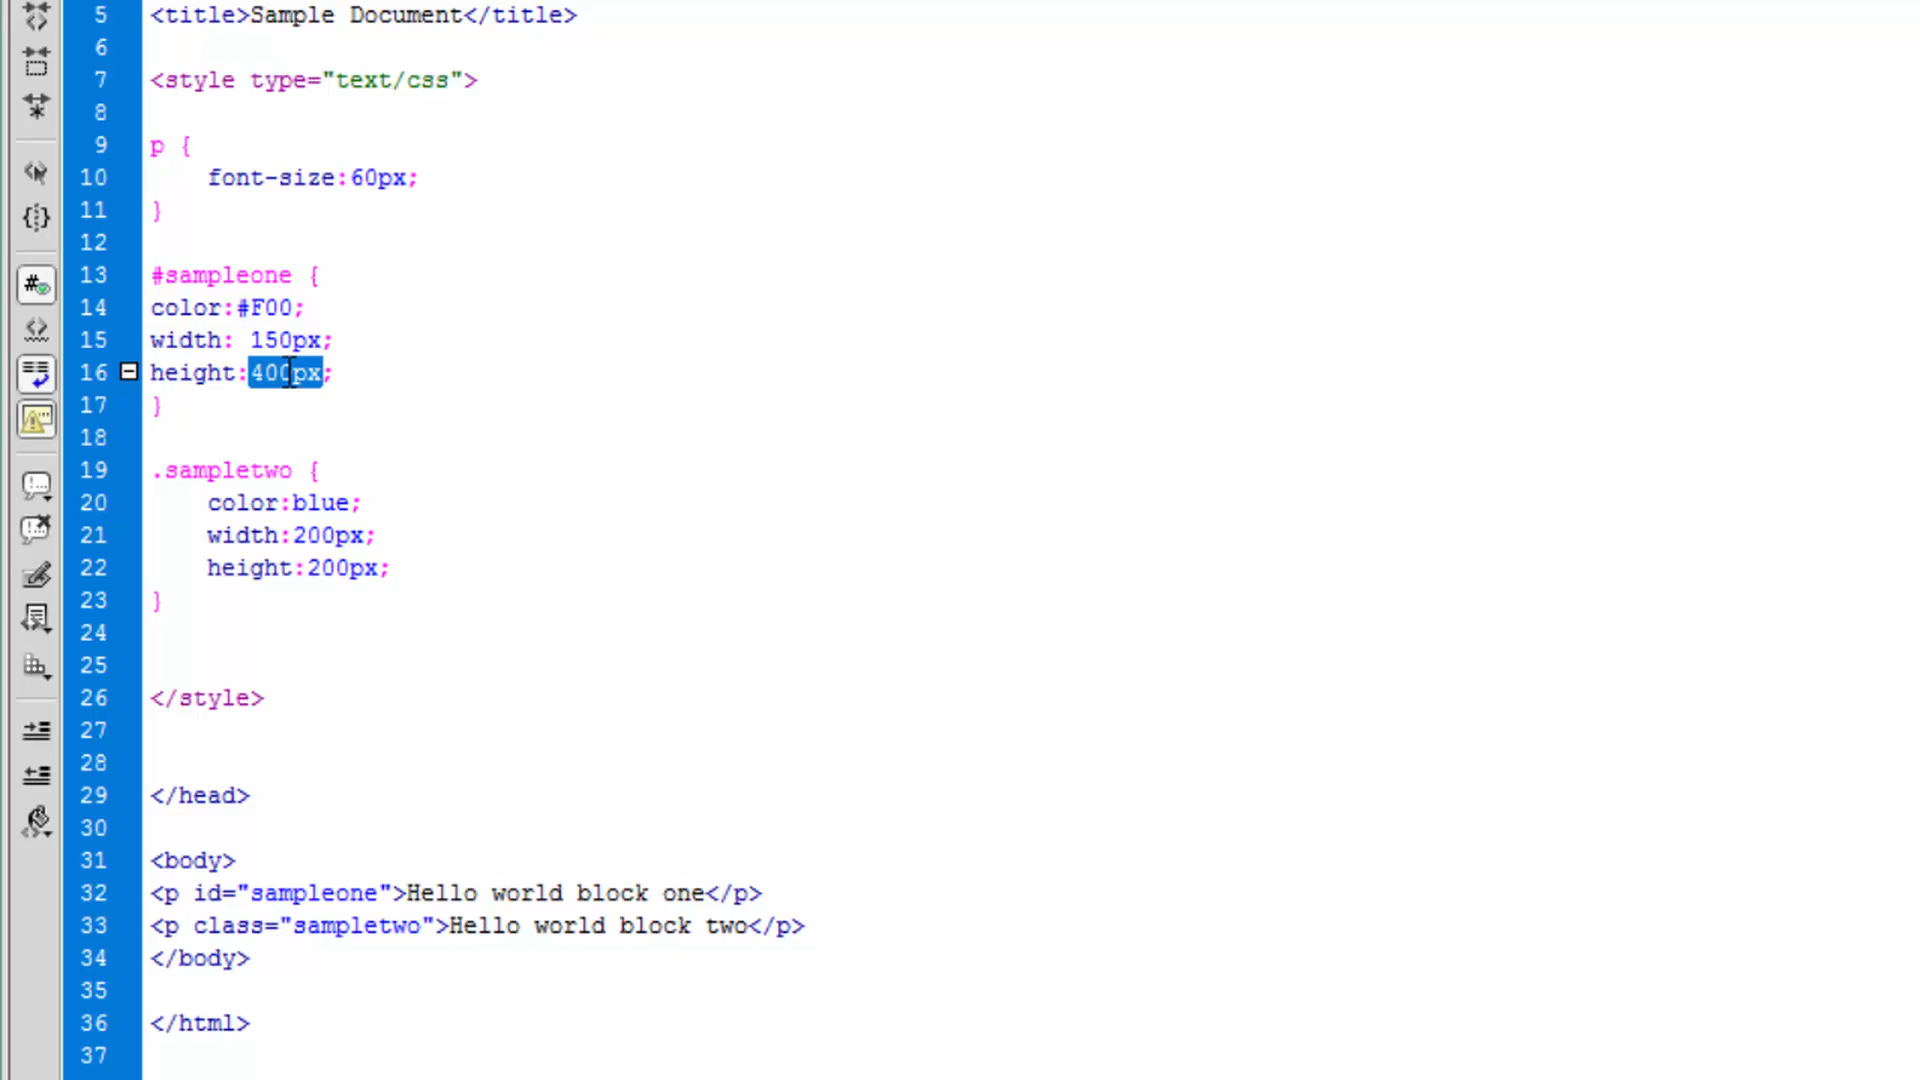 5 <title>Sample Document</title>
6
7 <style type="text/css">
8
9 p {
10 font-size:60px;
11 }
12
13 #sampleone {
14 color:#F00;
15 width: 150px;
16 height:400px;
17 }
18
19 .sampletwo {
20 color:blue;
21 width:200px;
22 height:200px;
23 }
24
25
26 </style>
27
28
29 </head>
30
31 <body>
32 <p id="sampleone">Hello world block one</p>
33 <p class="sampletwo">Hello world block two</p>
34 </body>
35
36 </html>
37